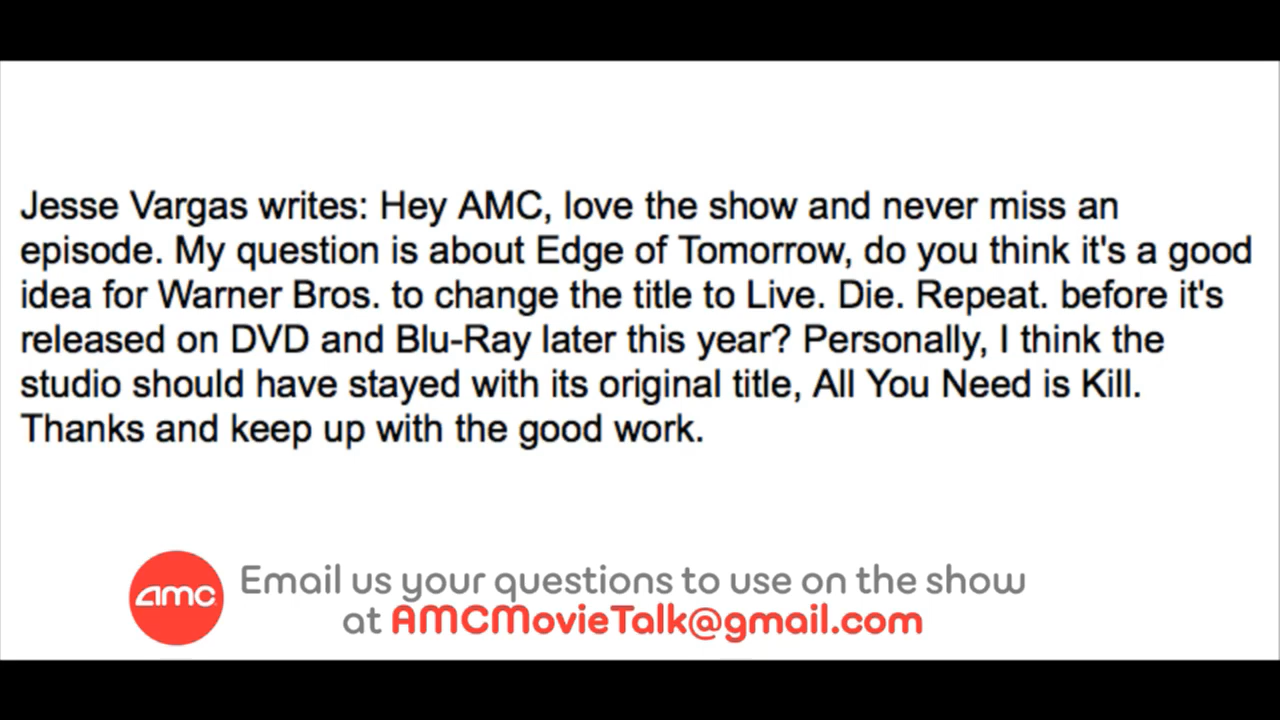 Jesse Vargas writes: Hey AMC, love the show and never miss an
episode. My question is about Edge of Tomorrow, do you think it's a good
idea for Warner Bros. to change the title to Live. Die. Repeat. before it's
released on DVD and Blu-Ray later this year? Personally, I think the
studio should have stayed with its original title, All You Need is Kill.
Thanks and keep up with the good work.
amc
Email us your questions to use on the show
at AMCMovieTalk@gmail.com